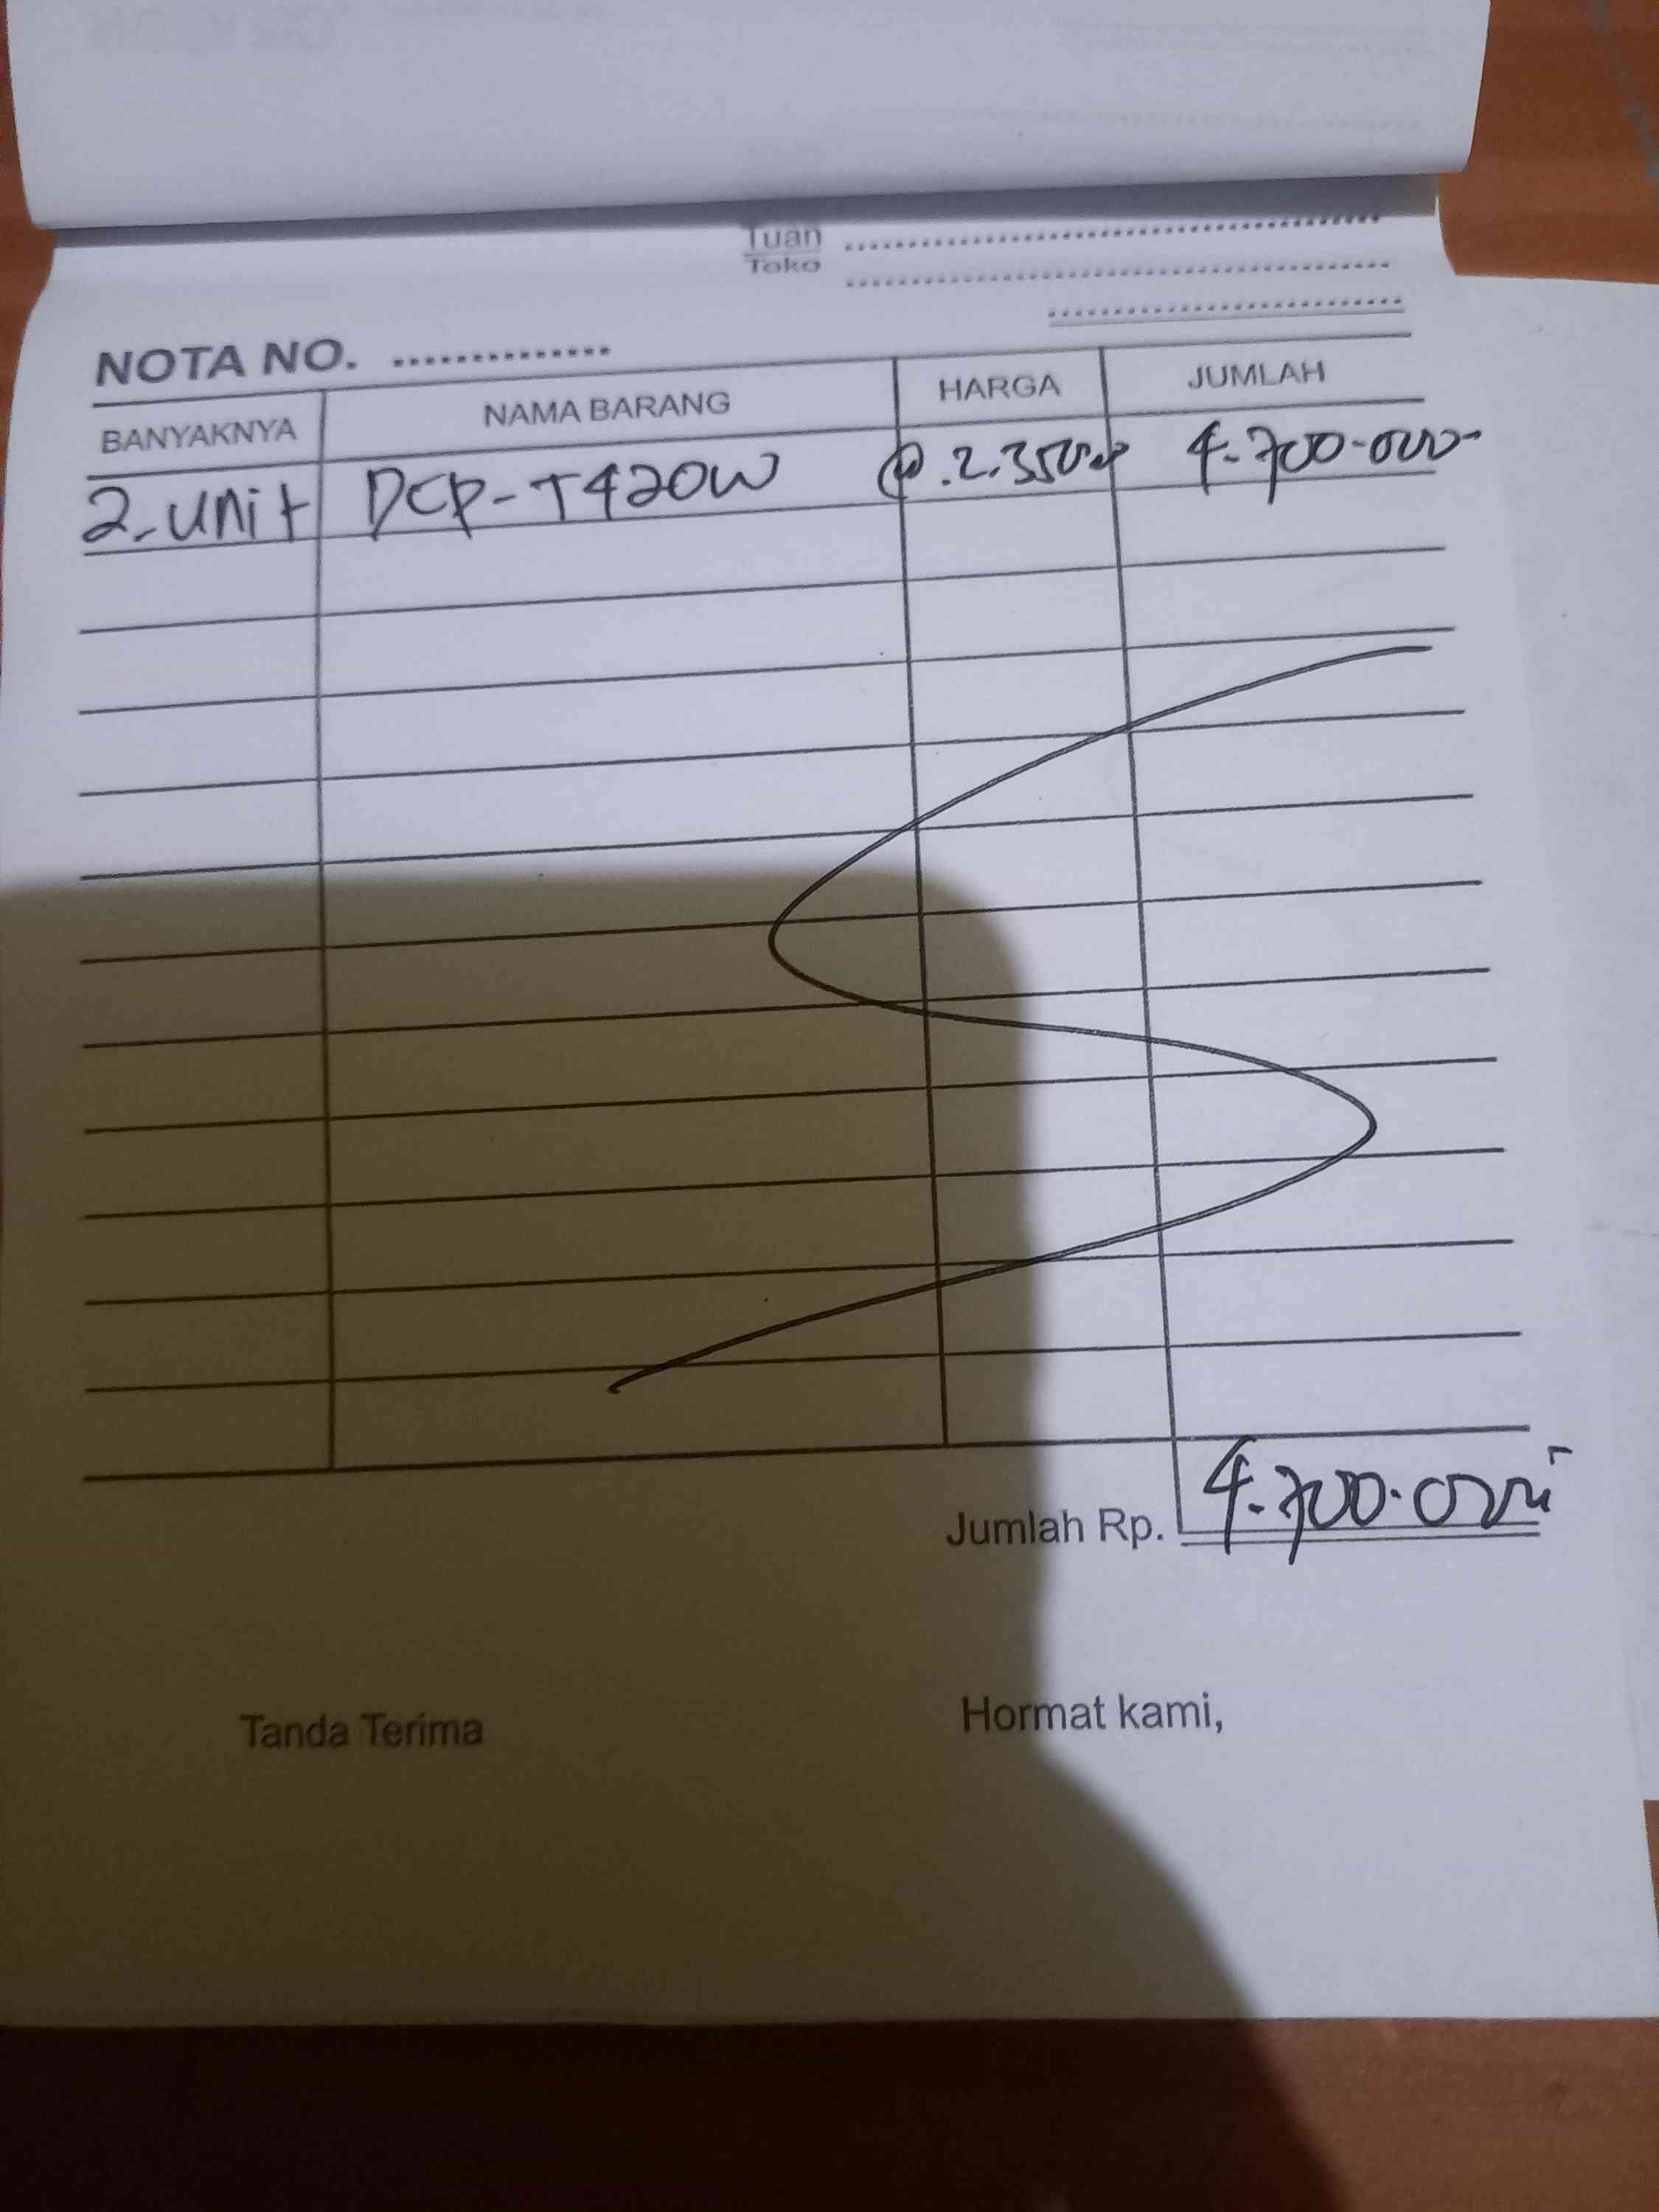 Tuan
Toko
NOTA NO. ...............
BANYAKNYA NAMA BARANG HARGA JUMLAH
2-unit DCP-T420W @.2.350.000 4.700.000-
Jumlah Rp. 4.700.000
Tanda Terima Hormat kami,